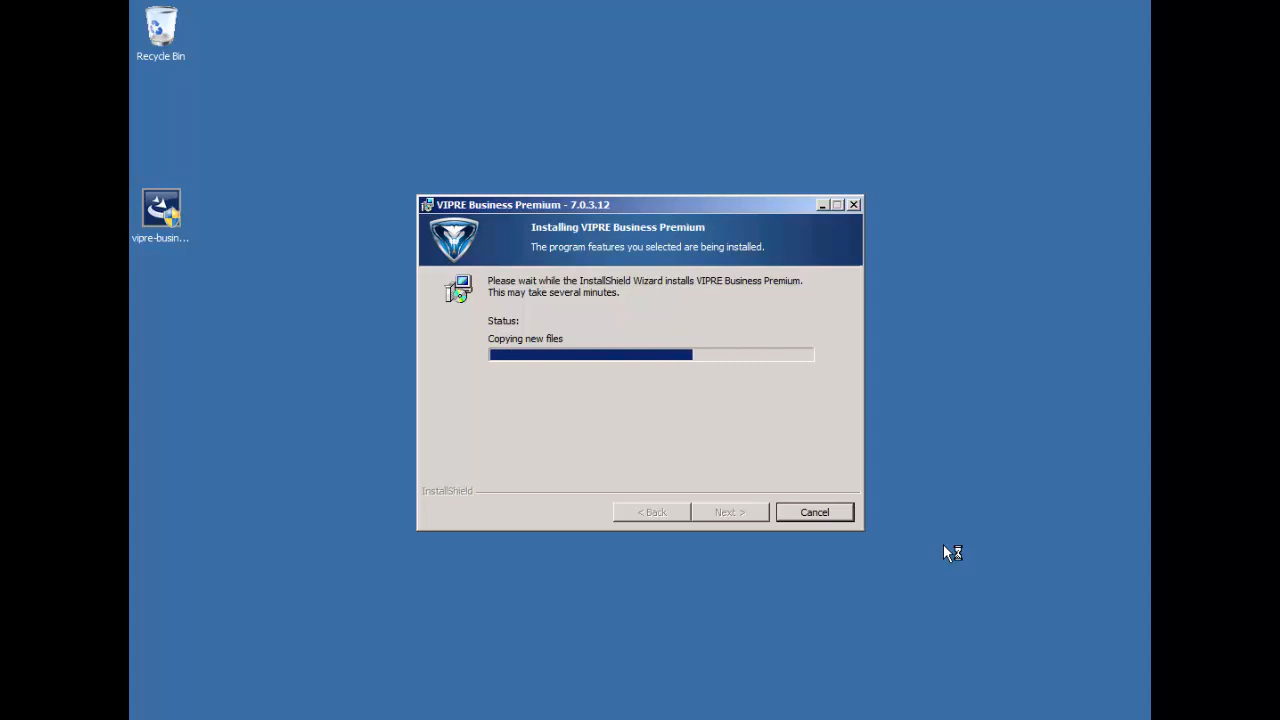 Recycle Bin
vipre-busin...
VIPRE Business Premium - 7.0.3.12
Installing VIPRE Business Premium
The program features you selected are being installed.
Please wait while the InstallShield Wizard installs VIPRE Business Premium.
This may take several minutes.
Status:
Copying new files
InstallShield
< Back
Next >
Cancel